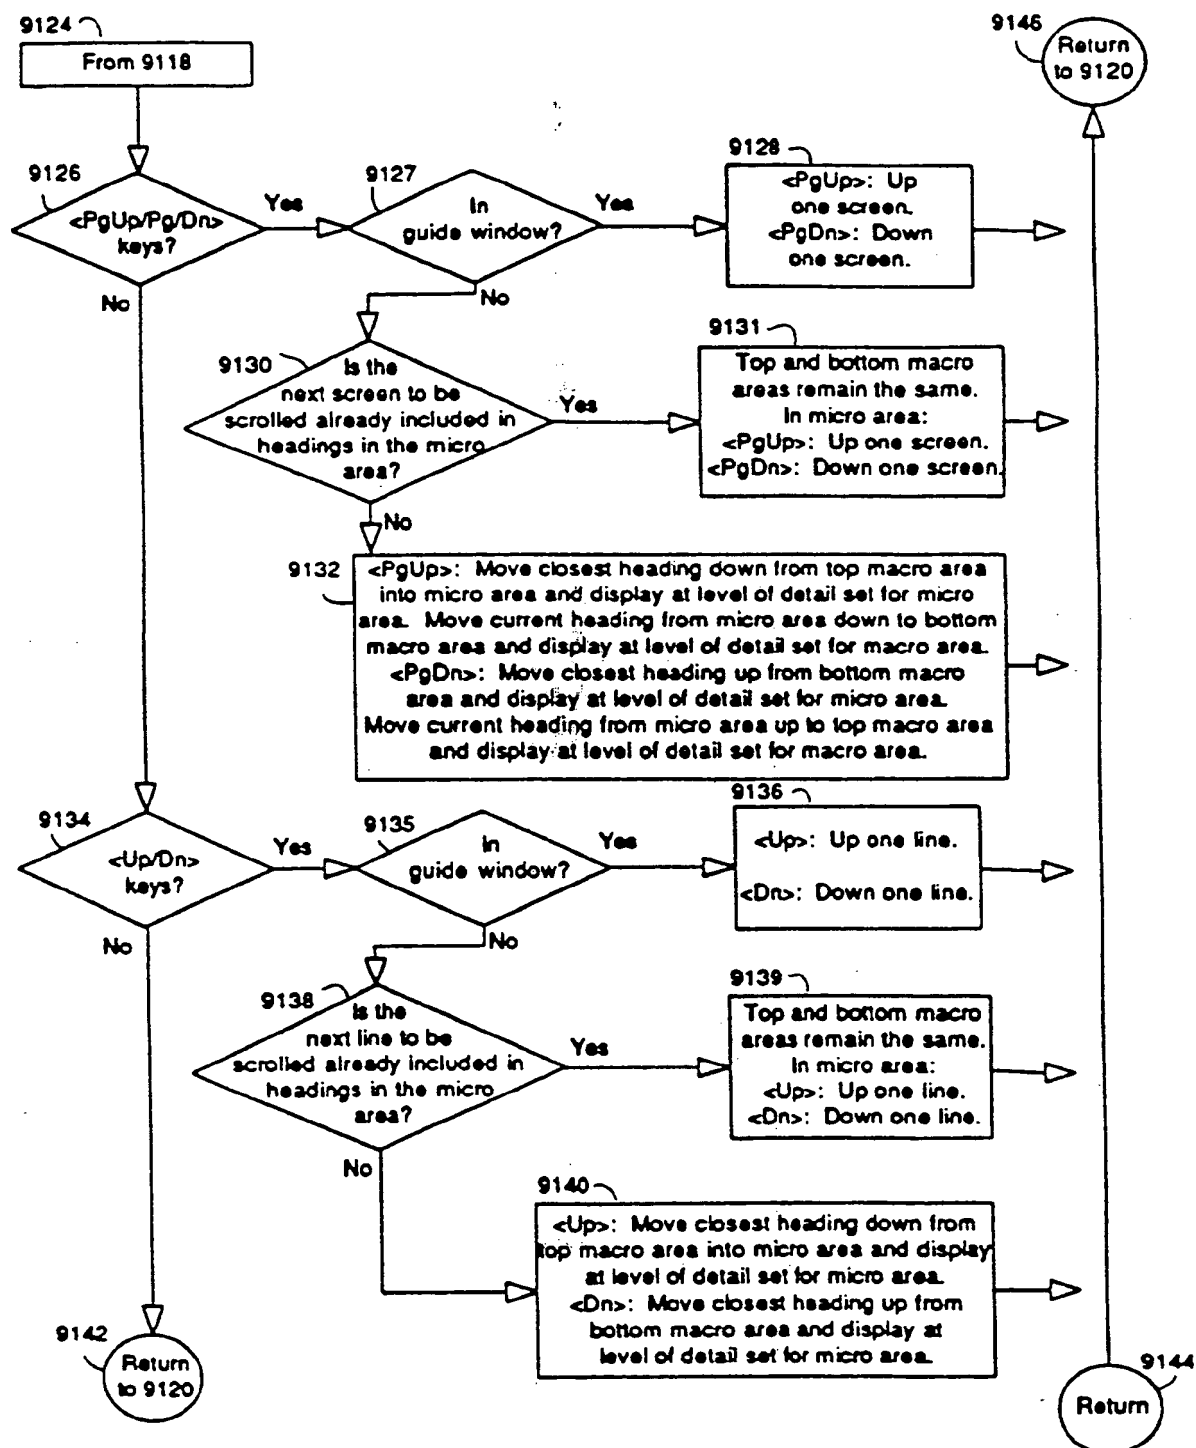 9124
From 9118
9146
Return
to 9120
9126
<PgUp/Pg/Dn>
keys?
Yes
No
9127
In
guide window?
Yes
No
9128
<PgUp>: Up
one screen.
<PgDn>: Down
one screen.
9130
Is the
next screen to be
scrolled already included in
headings in the micro
area?
Yes
No
9131
Top and bottom macro
areas remain the same.
In micro area:
<PgUp>: Up one screen.
<PgDn>: Down one screen.
9132
<PgUp>: Move closest heading down from top macro area
into micro area and display at level of detail set for micro
area. Move current heading from micro area down to bottom
macro area and display at level of detail set for macro area.
<PgDn>: Move closest heading up from bottom macro
area and display at level of detail set for micro area.
Move current heading from micro area up to top macro area
and display at level of detail set for macro area.
9134
<Up/Dn>
keys?
Yes
No
9135
In
guide window?
Yes
No
9136
<Up>: Up one line.
<Dn>: Down one line.
9138
Is the
next line to be
scrolled already included in
headings in the micro
area?
Yes
No
9139
Top and bottom macro
areas remain the same.
In micro area:
<Up>: Up one line.
<Dn>: Down one line.
9140
<Up>: Move closest heading down from
top macro area into micro area and display
at level of detail set for micro area.
<Dn>: Move closest heading up from
bottom macro area and display at
level of detail set for micro area.
9142
Return
to 9120
9144
Return